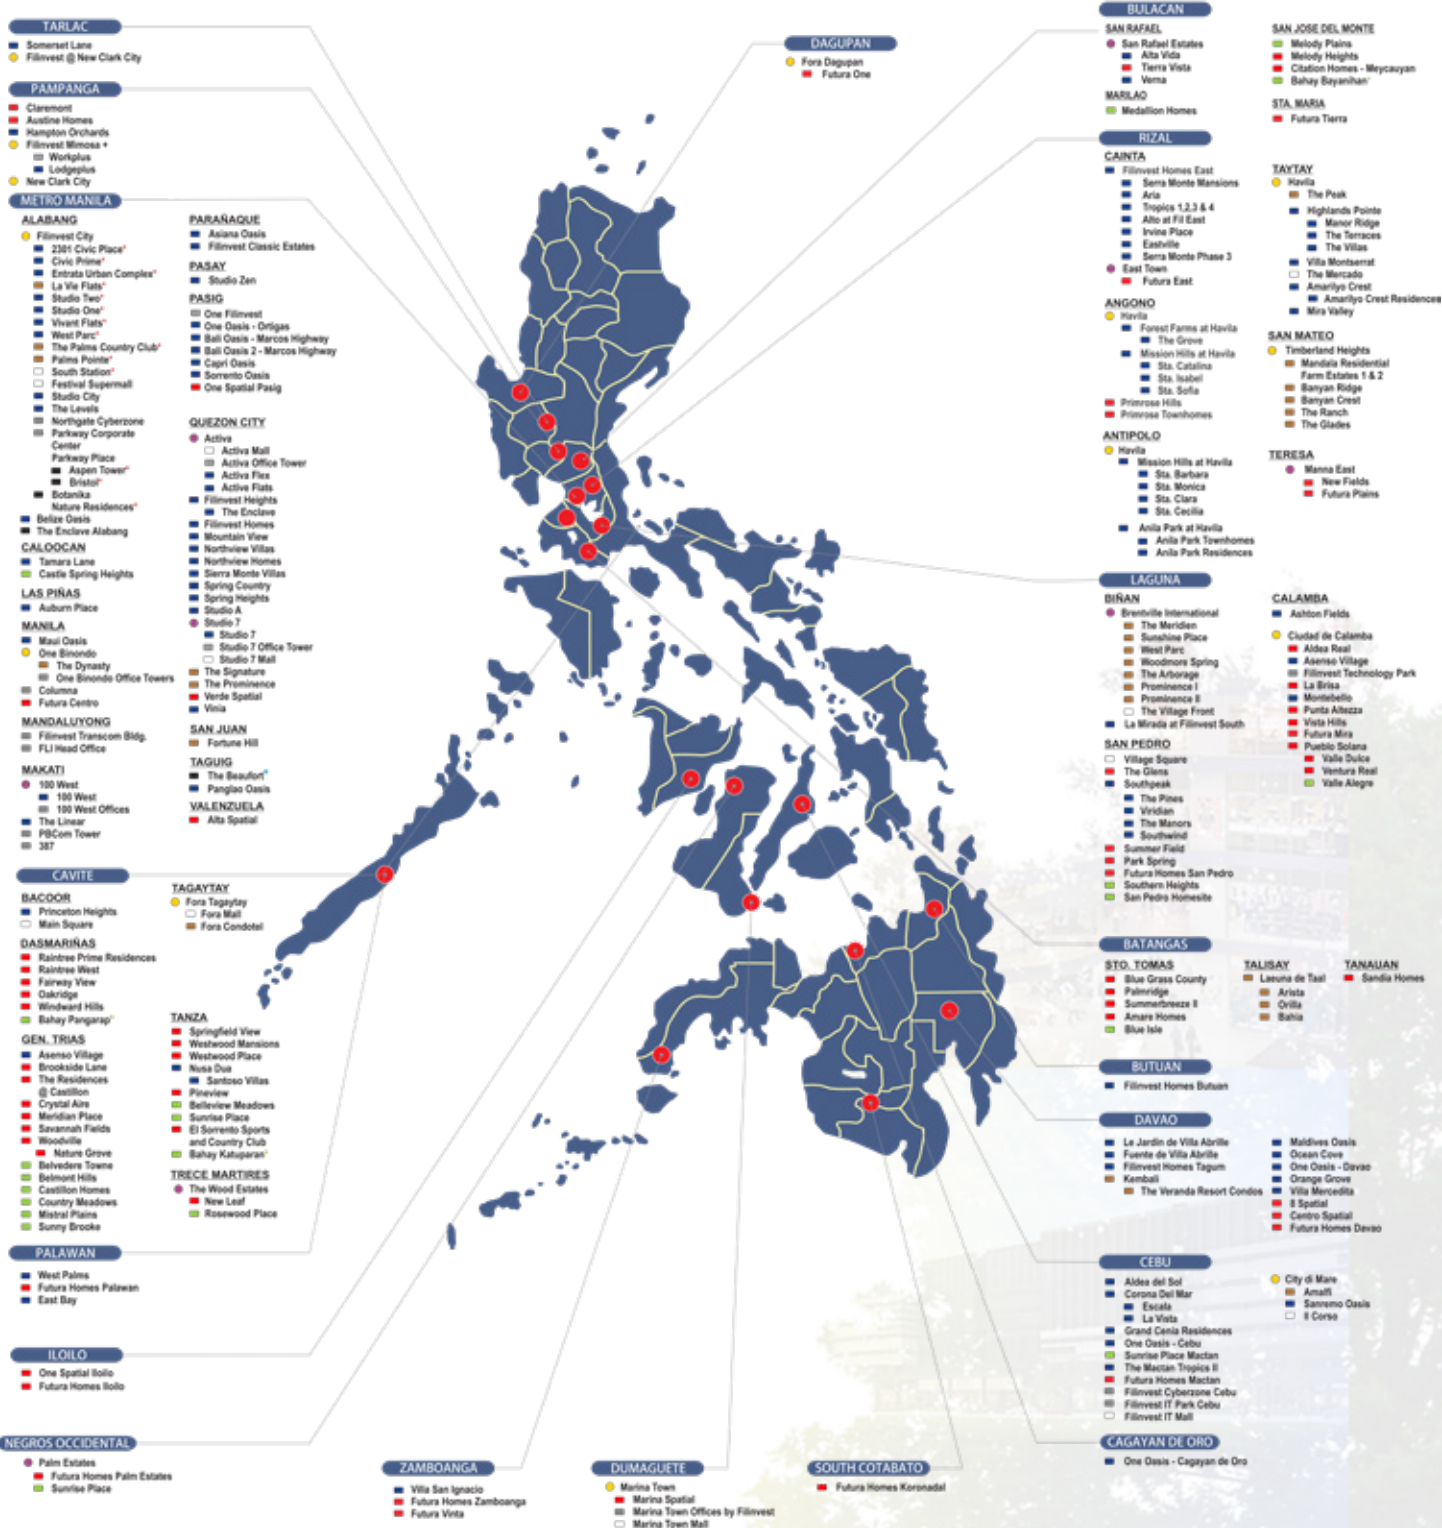 TARLAC
Somerset Lane
Filinvest @ New Clark City
PAMPANGA
Claremont
Austine Homes
Hampton Orchards
Filinvest Mimosa +
Workplus
Lodgeplus
New Clark City
METRO MANILA
ALABANG
Filinvest City
2301 Civic Place*
Civic Prime*
Entrata Urban Complex*
La Vie Flats*
Studio Two*
Studio One*
Vivant Flats*
West Parc*
The Palms Country Club*
Palms Pointe*
South Station*
Festival Supermall
Studio City
The Levels
Northgate Cyberzone
Parkway Corporate
Center
Parkway Place
Aspen Tower*
Bristol*
Botanika
Nature Residences*
Belize Oasis
The Enclave Alabang
CALOOCAN
Tamara Lane
Castle Spring Heights
LAS PIÑAS
Auburn Place
MANILA
Maui Oasis
One Binondo
The Dynasty
One Binondo Office Towers
Columna
Futura Centro
MANDALUYONG
Filinvest Transcom Bldg.
FLI Head Office
MAKATI
100 West
100 West
100 West Offices
The Linear
PBCom Tower
387
PARAÑAQUE
Asiana Oasis
Filinvest Classic Estates
PASAY
Studio Zen
PASIG
One Filinvest
One Oasis - Ortigas
Bali Oasis - Marcos Highway
Bali Oasis 2 - Marcos Highway
Capri Oasis
Sorrento Oasis
One Spatial Pasig
QUEZON CITY
Activa
Activa Mall
Activa Office Tower
Activa Flex
Active Flats
Filinvest Heights
The Enclave
Filinvest Homes
Mountain View
Northview Villas
Northview Homes
Sierra Monte Villas
Spring Country
Spring Heights
Studio A
Studio 7
Studio 7
Studio 7 Office Tower
Studio 7 Mall
The Signature
The Prominence
Verde Spatial
Vinia
SAN JUAN
Fortune Hill
TAGUIG
The Beaufort*
Panglao Oasis
VALENZUELA
Alta Spatial
CAVITE
BACOOR
Princeton Heights
Main Square
DASMARIÑAS
Raintree Prime Residences
Raintree West
Fairway View
Oakridge
Windward Hills
Bahay Pangarap*
GEN. TRIAS
Asenso Village
Brookside Lane
The Residences
@ Castillon
Crystal Aire
Meridian Place
Savannah Fields
Woodville
Nature Grove
Belvedere Towne
Belmont Hills
Castillon Homes
Country Meadows
Mistral Plains
Sunny Brooke
TAGAYTAY
Fora Tagaytay
Fora Mall
Fora Condotel
TANZA
Springfield View
Westwood Mansions
Westwood Place
Nusa Dua
Santoso Villas
Pineview
Belleview Meadows
Sunrise Place
El Sorrento Sports
and Country Club
Bahay Katuparan*
TRECE MARTIRES
The Wood Estates
New Leaf
Rosewood Place
PALAWAN
West Palms
Futura Homes Palawan
East Bay
ILOILO
One Spatial Iloilo
Futura Homes Iloilo
NEGROS OCCIDENTAL
Palm Estates
Futura Homes Palm Estates
Sunrise Place
ZAMBOANGA
Villa San Ignacio
Futura Homes Zamboanga
Futura Vinta
DUMAGUETE
Marina Town
Marina Spatial
Marina Town Offices by Filinvest
Marina Town Mall
SOUTH COTABATO
Futura Homes Koronadal
DAGUPAN
Fora Dagupan
Futura One
BULACAN
SAN RAFAEL
San Rafael Estates
Alta Vida
Tierra Vista
Verna
MARILAO
Medallion Homes
SAN JOSE DEL MONTE
Melody Plains
Melody Heights
Citation Homes - Meycauyan
Bahay Bayanihan*
STA. MARIA
Futura Tierra
RIZAL
CAINTA
Filinvest Homes East
Serra Monte Mansions
Aria
Tropics 1,2,3 & 4
Alto at Fil East
Irvine Place
Eastville
Serra Monte Phase 3
East Town
Futura East
ANGONO
Havila
Forest Farms at Havila
The Grove
Mission Hills at Havila
Sta. Catalina
Sta. Isabel
Sta. Sofia
Primrose Hills
Primrose Townhomes
ANTIPOLO
Havila
Mission Hills at Havila
Sta. Barbara
Sta. Monica
Sta. Clara
Sta. Cecilia
Anila Park at Havila
Anila Park Townhomes
Anila Park Residences
TAYTAY
Havila
The Peak
Highlands Pointe
Manor Ridge
The Terraces
The Villas
Villa Montserrat
The Mercado
Amarilyo Crest
Amarilyo Crest Residences
Mira Valley
SAN MATEO
Timberland Heights
Mandala Residential
Farm Estates 1 & 2
Banyan Ridge
Banyan Crest
The Ranch
The Glades
TERESA
Manna East
New Fields
Futura Plains
LAGUNA
BIÑAN
Brentville International
The Meridien
Sunshine Place
West Parc
Woodmore Spring
The Arborage
Prominence I
Prominence II
The Village Front
La Mirada at Filinvest South
SAN PEDRO
Village Square
The Glens
Southpeak
The Pines
Viridian
The Manors
Southwind
Summer Field
Park Spring
Futura Homes San Pedro
Southern Heights
San Pedro Homesite
CALAMBA
Ashton Fields
Ciudad de Calamba
Aldea Real
Asenso Village
Filinvest Technology Park
La Brisa
Montebello
Punta Altezza
Vista Hills
Futura Mira
Pueblo Solana
Valle Dulce
Ventura Real
Valle Alegre
BATANGAS
STO. TOMAS
Blue Grass County
Palmridge
Summerbreeze II
Amare Homes
Blue Isle
TALISAY
Laeuna de Taal
Arista
Orilla
Bahia
TANAUAN
Sandia Homes
BUTUAN
Filinvest Homes Butuan
DAVAO
Le Jardin de Villa Abrille
Fuente de Villa Abrille
Filinvest Homes Tagum
Kembali
The Veranda Resort Condos
Maldives Oasis
Ocean Cove
One Oasis - Davao
Orange Grove
Villa Mercedita
8 Spatial
Centro Spatial
Futura Homes Davao
CEBU
Aldea del Sol
Corona Del Mar
Escala
La Vista
Grand Cenia Residences
One Oasis - Cebu
Sunrise Place Mactan
The Mactan Tropics II
Futura Homes Mactan
Filinvest Cyberzone Cebu
Filinvest IT Park Cebu
Filinvest IT Mall
City di Mare
Amalfi
Sanremo Oasis
Il Corso
CAGAYAN DE ORO
One Oasis - Cagayan de Oro